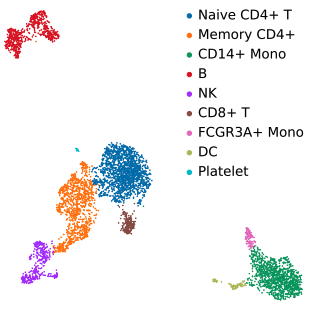 Naive CD4+ T
Memory CD4+
CD14+ Mono
B
NK
CD8+ T
FCGR3A+ Mono
DC
Platelet